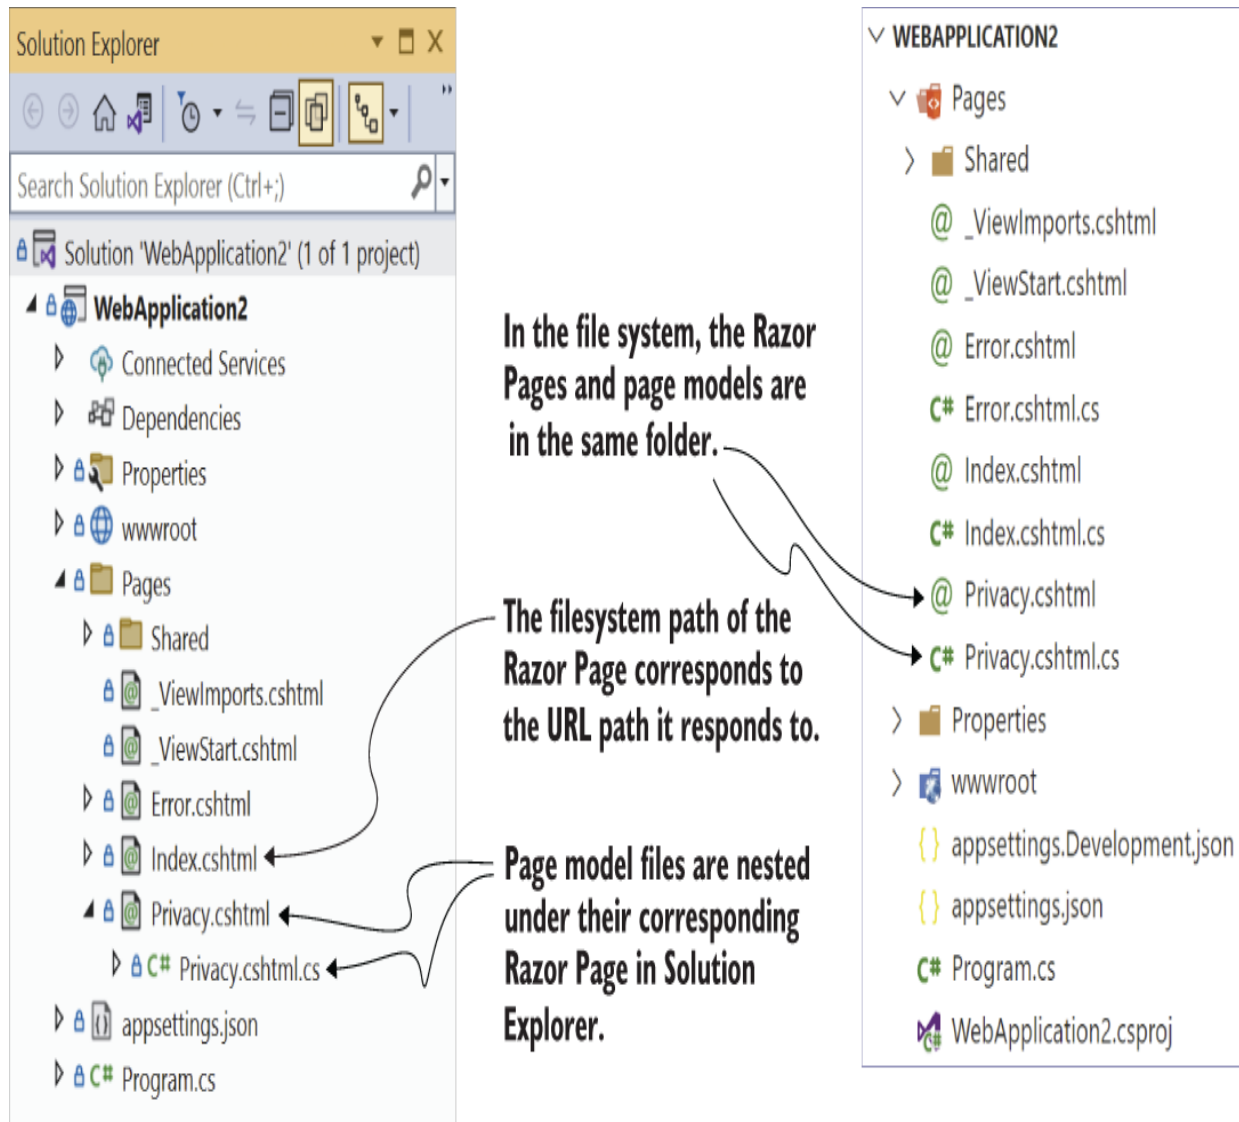 Solution Explorer
Search Solution Explorer (Ctrl+;)
Solution 'WebApplication2' (1 of 1 project)
WebApplication2
Connected Services
Dependencies
Properties
wwwroot
Pages
Shared
_ViewImports.cshtml
_ViewStart.cshtml
Error.cshtml
Index.cshtml
Privacy.cshtml
C# Privacy.cshtml.cs
appsettings.json
C# Program.cs
In the file system, the Razor
Pages and page models are
in the same folder.
The filesystem path of the
Razor Page corresponds to
the URL path it responds to.
Page model files are nested
under their corresponding
Razor Page in Solution
Explorer.
WEBAPPLICATION2
Pages
Shared
@ _ViewImports.cshtml
@ _ViewStart.cshtml
@ Error.cshtml
C# Error.cshtml.cs
@ Index.cshtml
C# Index.cshtml.cs
@ Privacy.cshtml
C# Privacy.cshtml.cs
Properties
wwwroot
{ } appsettings.Development.json
{ } appsettings.json
C# Program.cs
WebApplication2.csproj